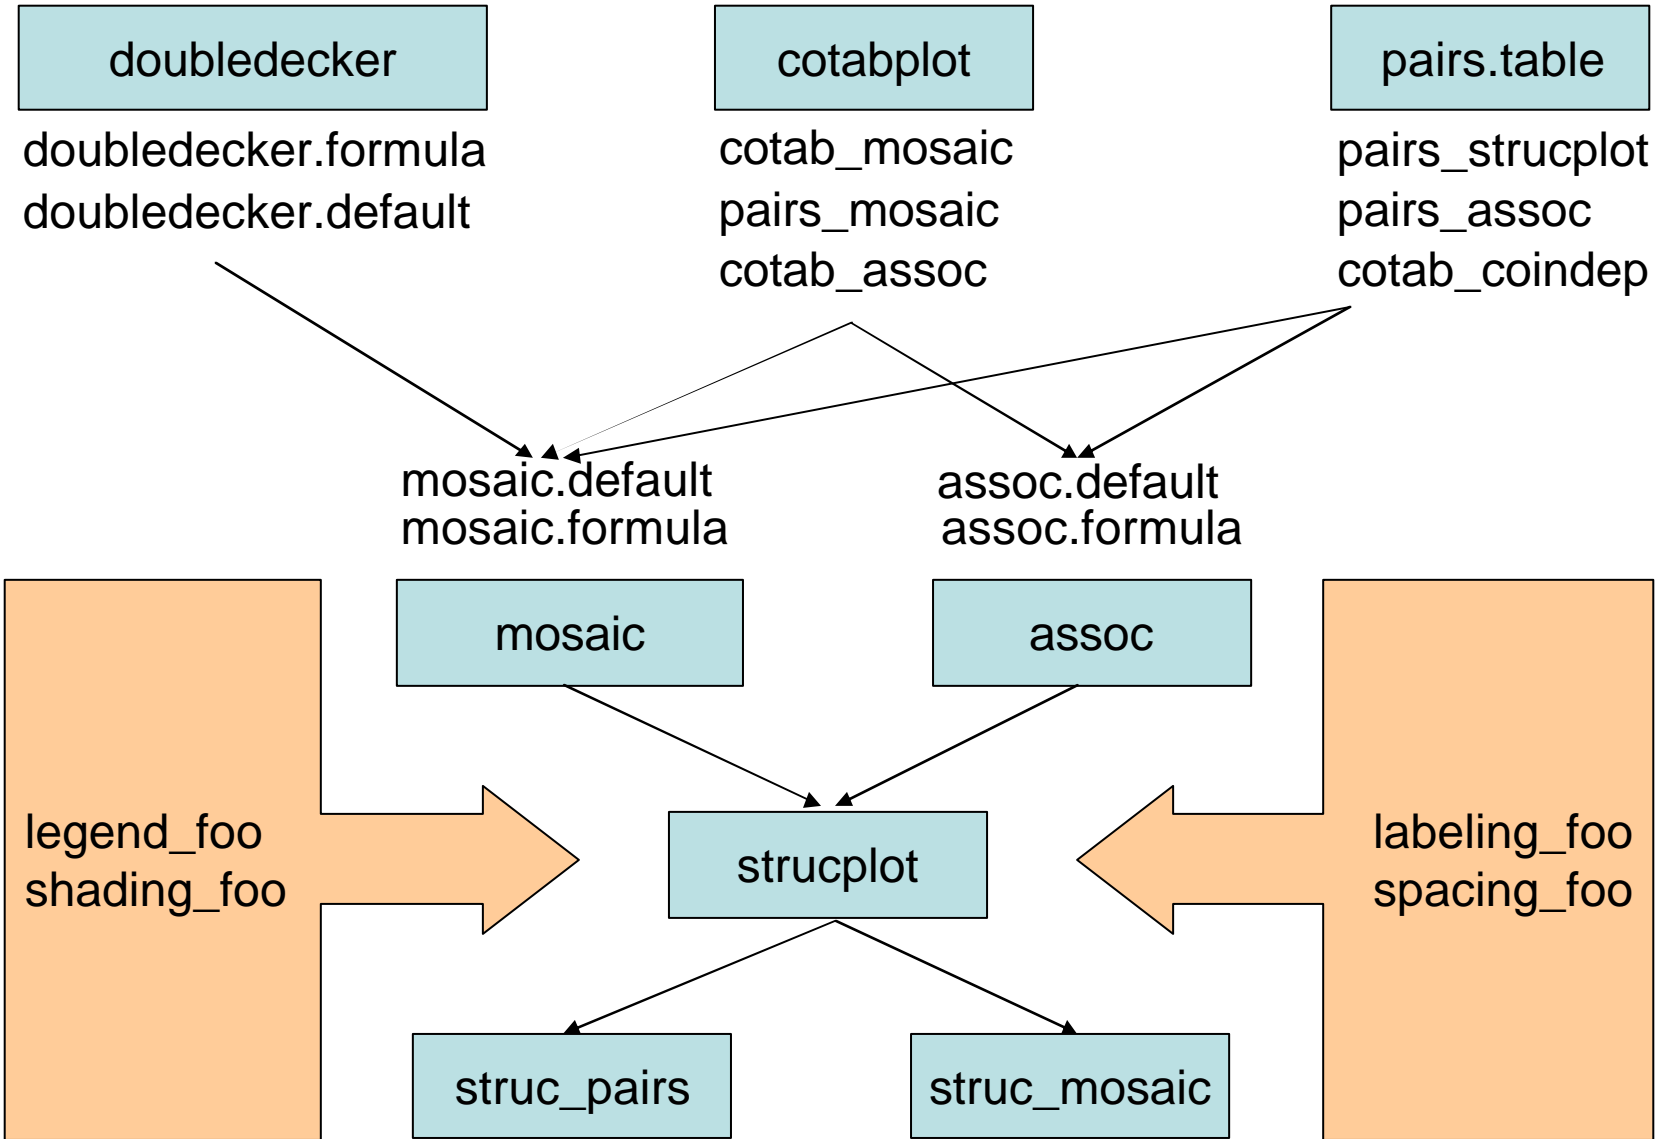 doubledecker
cotabplot
pairs.table
doubledecker.formula
doubledecker.default
cotab_mosaic
pairs_mosaic
cotab_assoc
pairs_strucplot
pairs_assoc
cotab_coindep
mosaic.default
mosaic.formula
assoc.default
assoc.formula
mosaic
assoc
legend_foo
shading_foo
strucplot
labeling_foo
spacing_foo
struc_pairs
struc_mosaic